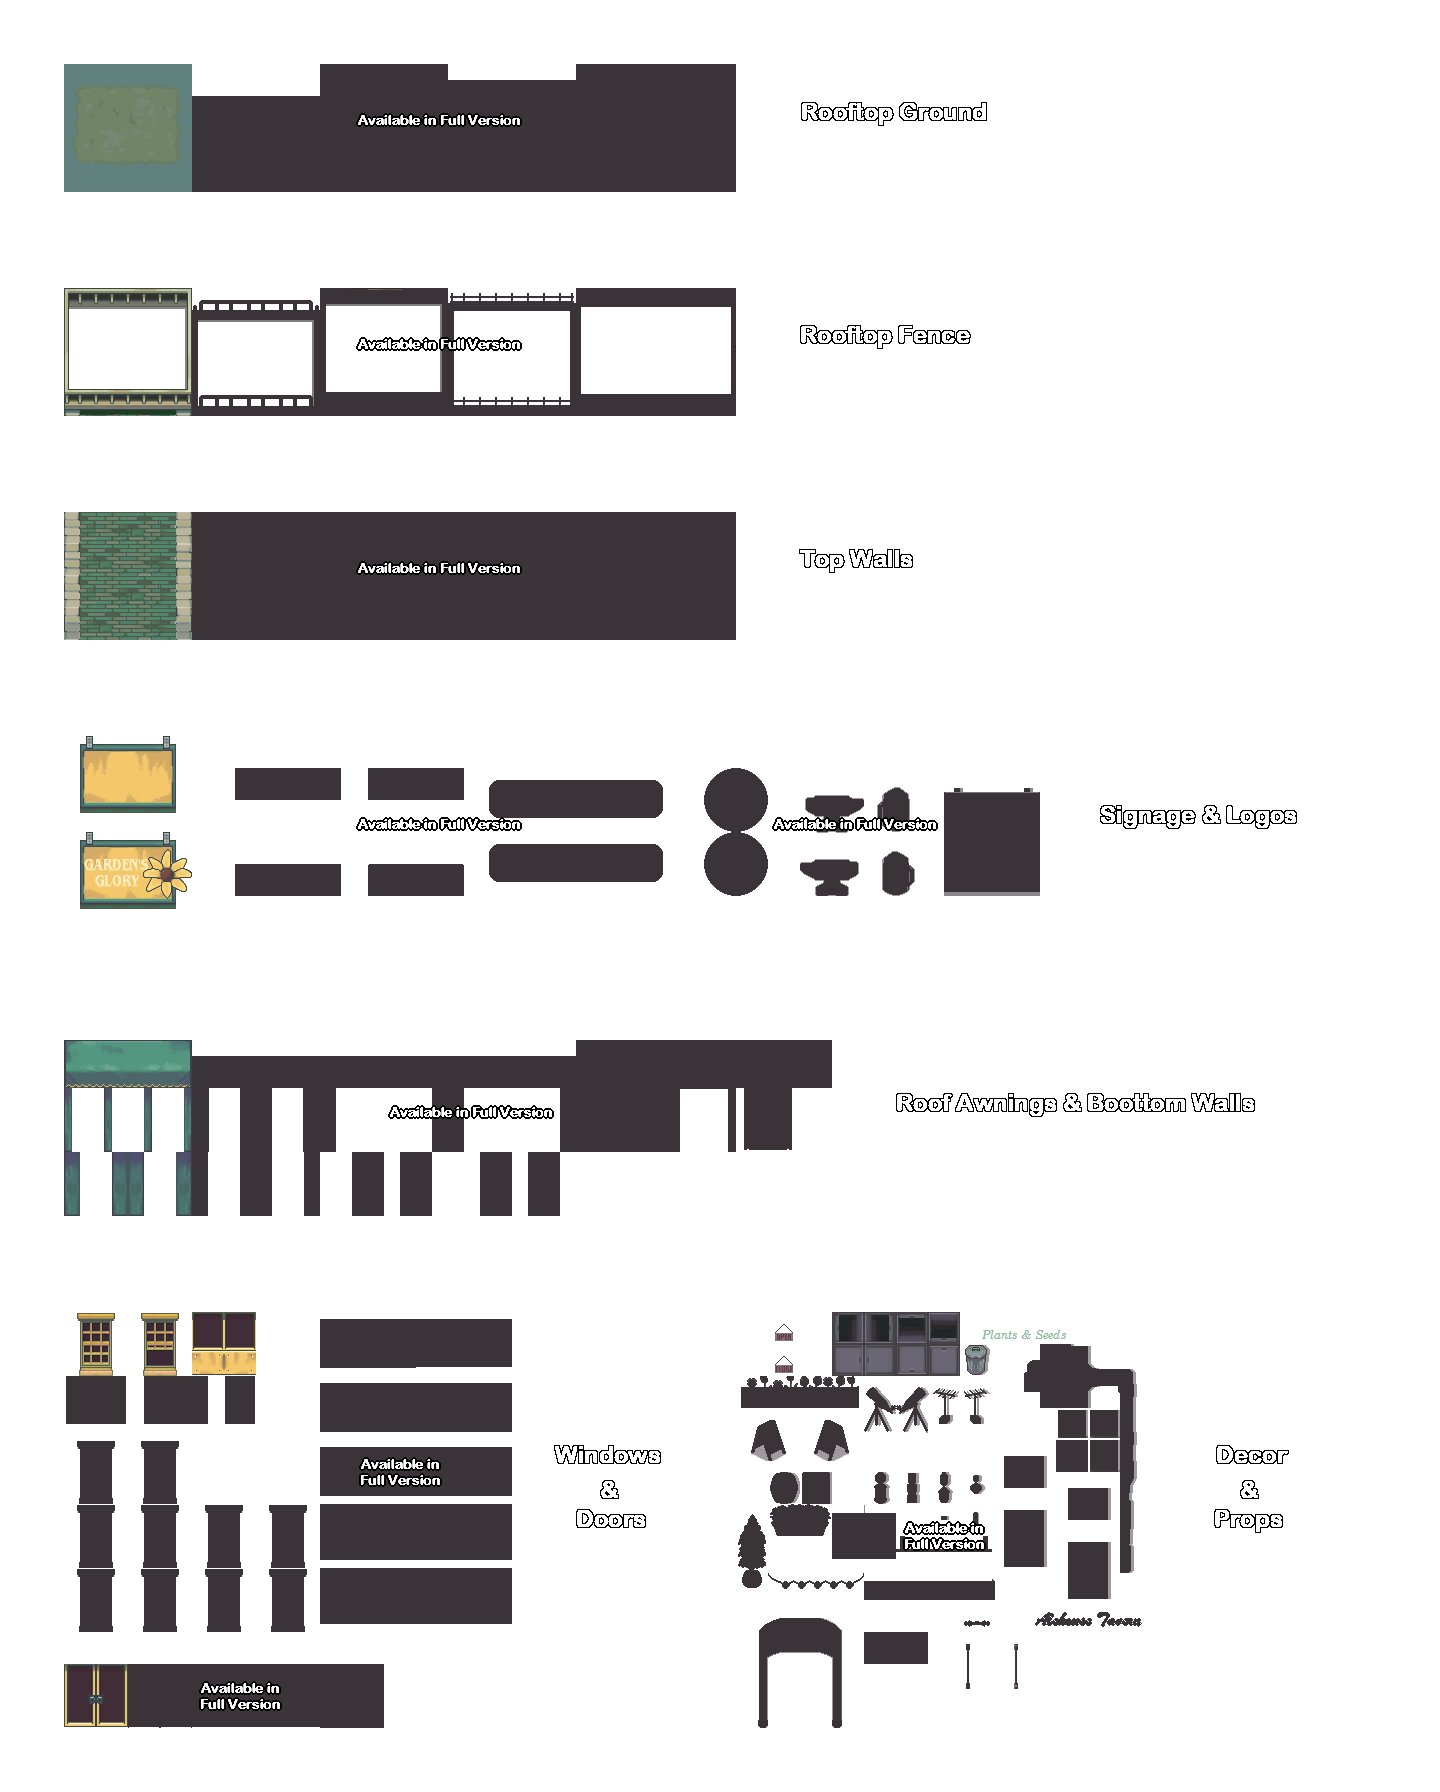 Available in Full Version
Rooftop Ground
Available in Full Version
Rooftop Fence
Available in Full Version
Top Walls
GARDEN'S
GLORY
Available in Full Version
Available in Full Version
Signage & Logos
Available in Full Version
Roof Awnings & Boottom Walls
Available in
Full Version
Windows
&
Doors
Available in
Full Version
OPEN
CLOSE
Plants & Seeds
Available in
Full Version
Tavern
Decor
&
Props